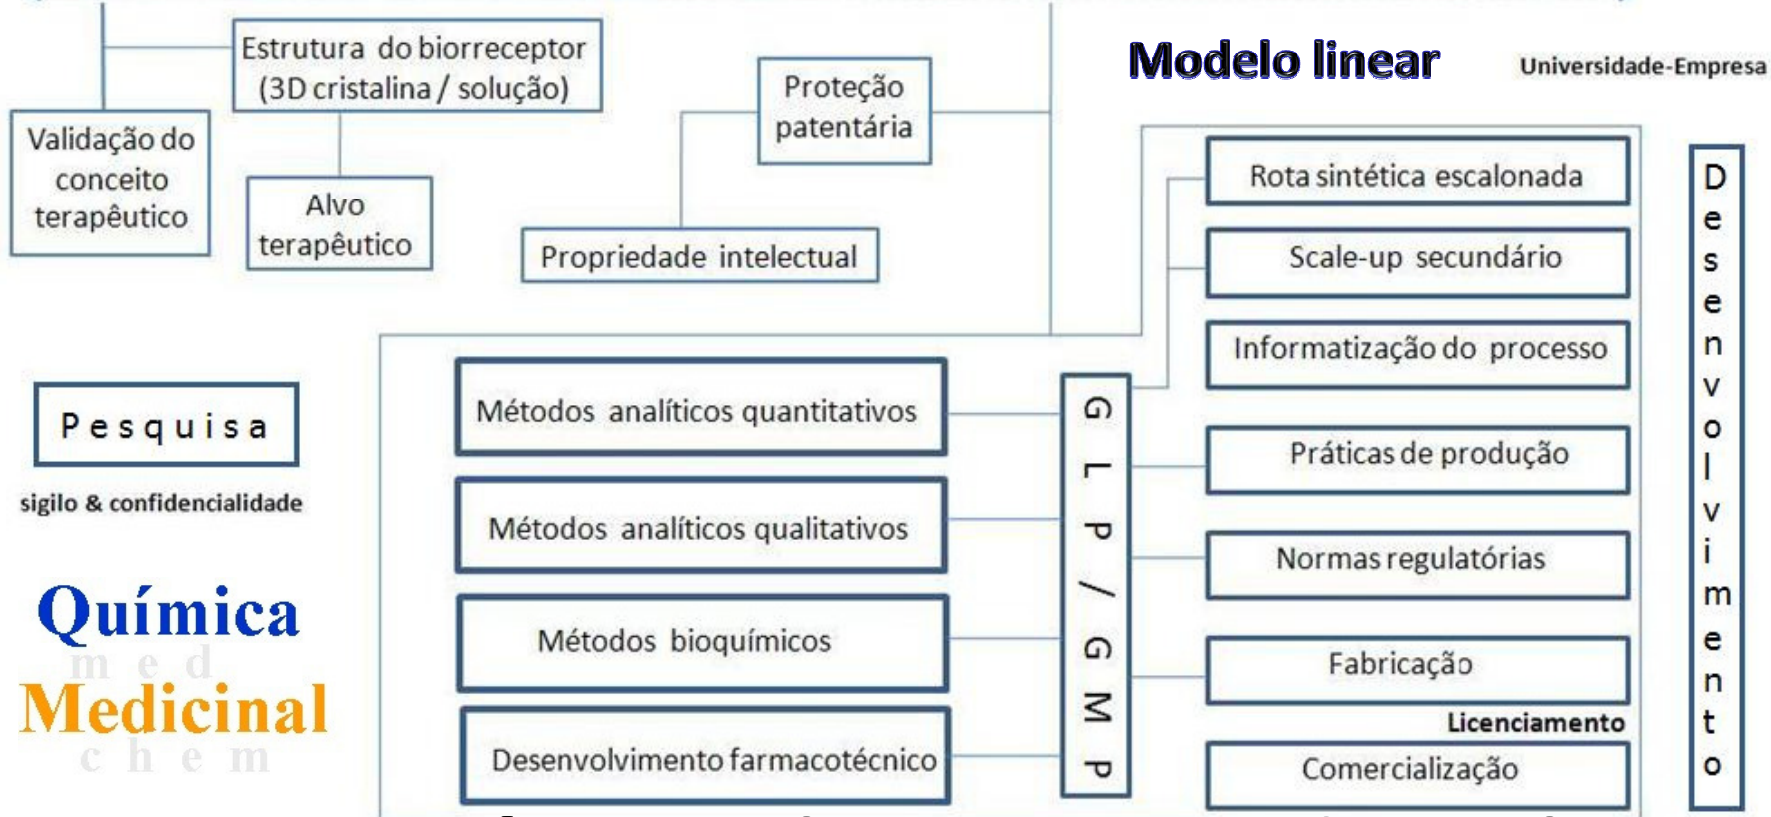 Estrutura do biorreceptor
(3D cristalina / solução)
Modelo linear
Universidade-Empresa
Proteção
patentária
Validação do
conceito
terapêutico
Alvo
terapêutico
Propriedade intelectual
Rota sintética escalonada
Scale-up secundário
Informatização do processo
Práticas de produção
Normas regulatórias
Fabricação
Licenciamento
Comercialização
Desenvolvimento
Pesquisa
sigilo & confidencialidade
Métodos analíticos quantitativos
Métodos analíticos qualitativos
Métodos bioquímicos
Desenvolvimento farmacotécnico
GLP/GMP
Química
med
Medicinal
chem